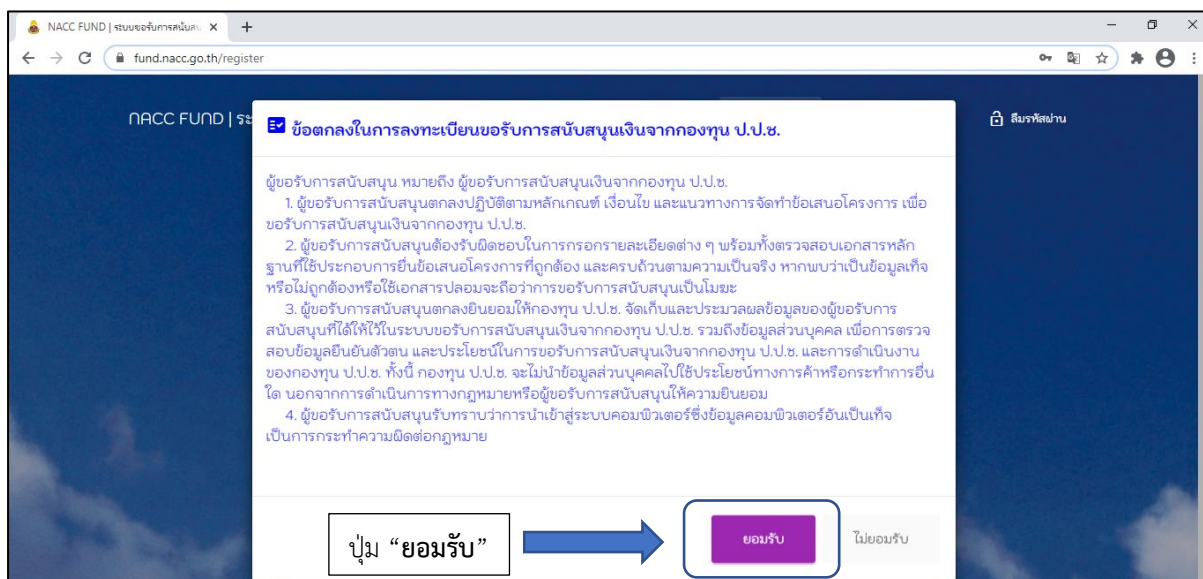 NACC FUND | ระบบขอรับการสนับส
fund.nacc.go.th/register
NACC FUND | ระ
ลืมรหัสผ่าน
ข้อตกลงในการลงทะเบียนขอรับการสนับสนุนเงินจากกองทุน ป.ป.ช.
ผู้ขอรับการสนับสนุน หมายถึง ผู้ขอรับการสนับสนุนเงินจากกองทุน ป.ป.ช.
1. ผู้ขอรับการสนับสนุนตกลงปฏิบัติตามหลักเกณฑ์ เงื่อนไข และแนวทางการจัดทำข้อเสนอโครงการ เพื่อ
ขอรับการสนับสนุนเงินจากกองทุน ป.ป.ช.
2. ผู้ขอรับการสนับสนุนต้องรับผิดชอบในการกรอกรายละเอียดต่าง ๆ พร้อมทั้งตรวจสอบเอกสารหลัก
ฐานที่ใช้ประกอบการยื่นข้อเสนอโครงการที่ถูกต้อง และครบถ้วนตามความเป็นจริง หากพบว่าเป็นข้อมูลเท็จ
หรือไม่ถูกต้องหรือใช้เอกสารปลอมจะถือว่าการขอรับการสนับสนุนเป็นโมฆะ
3. ผู้ขอรับการสนับสนุนตกลงยินยอมให้กองทุน ป.ป.ช. จัดเก็บและประมวลผลข้อมูลของผู้ขอรับการ
สนับสนุนที่ได้ให้ไว้ในระบบขอรับการสนับสนุนเงินจากกองทุน ป.ป.ช. รวมถึงข้อมูลส่วนบุคคล เพื่อการตรวจ
สอบข้อมูลยืนยันตัวตน และประโยชน์ในการขอรับการสนับสนุนเงินจากกองทุน ป.ป.ช. และการดำเนินงาน
ของกองทุน ป.ป.ช. ทั้งนี้ กองทุน ป.ป.ช. จะไม่นำข้อมูลส่วนบุคคลไปใช้ประโยชน์ทางการค้าหรือกระทำการอื่น
ใด นอกจากการดำเนินการทางกฎหมายหรือผู้ขอรับการสนับสนุนให้ความยินยอม
4. ผู้ขอรับการสนับสนุนรับทราบว่าการนำเข้าสู่ระบบคอมพิวเตอร์ซึ่งข้อมูลคอมพิวเตอร์อันเป็นเท็จ
เป็นการกระทำความผิดต่อกฎหมาย
ปุ่ม “ยอมรับ”
ยอมรับ
ไม่ยอมรับ